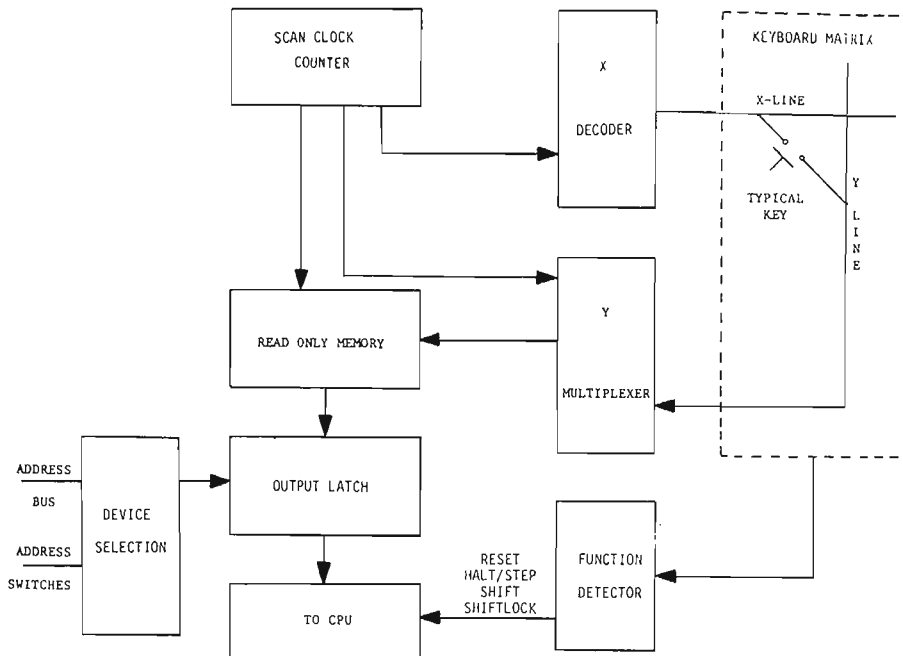 SCAN CLOCK
COUNTER
X
DECODER
KEYBOARD MATRIX
X-LINE
TYPICAL
KEY
Y
L
I
N
E
READ ONLY MEMORY
Y
MULTIPLEXER
ADDRESS
BUS
ADDRESS
SWITCHES
DEVICE
SELECTION
OUTPUT LATCH
TO CPU
RESET
HALT/STEP
SHIFT
SHIFTLOCK
FUNCTION
DETECTOR